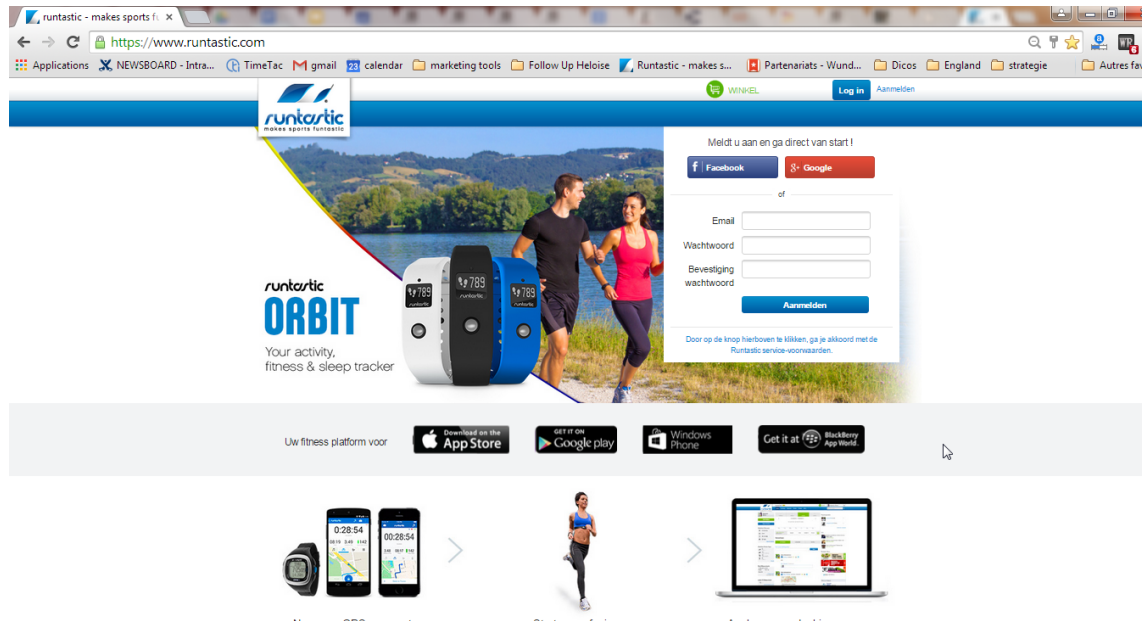 runtastic - makes sports f
https://www.runtastic.com
Applications NEWSBOARD - Intra... TimeTac gmail 23 calendar marketing tools Follow Up Heloise Runtastic - makes s... Partenariats - Wund... Dicos England strategie Autres fav
WINKEL Log in Aanmelden
runtastic
makes sports funtastic
Meldt u aan en ga direct van start !
f Facebook
8+ Google
of
Email
Wachtwoord
Bevestiging
wachtwoord
Aanmelden
Door op de knop hierboven te klikken, ga je akkoord met de
Runtastic service-voorwaarden.
runtastic
ORBIT
Your activity,
fitness & sleep tracker
789
runtastic
789
runtastic
789
runtastic
Uw fitness platform voor
Download on the
App Store
GET IT ON
Google play
Windows
Phone
Get it at BlackBerry
App World.
0:28:54
00:28:54